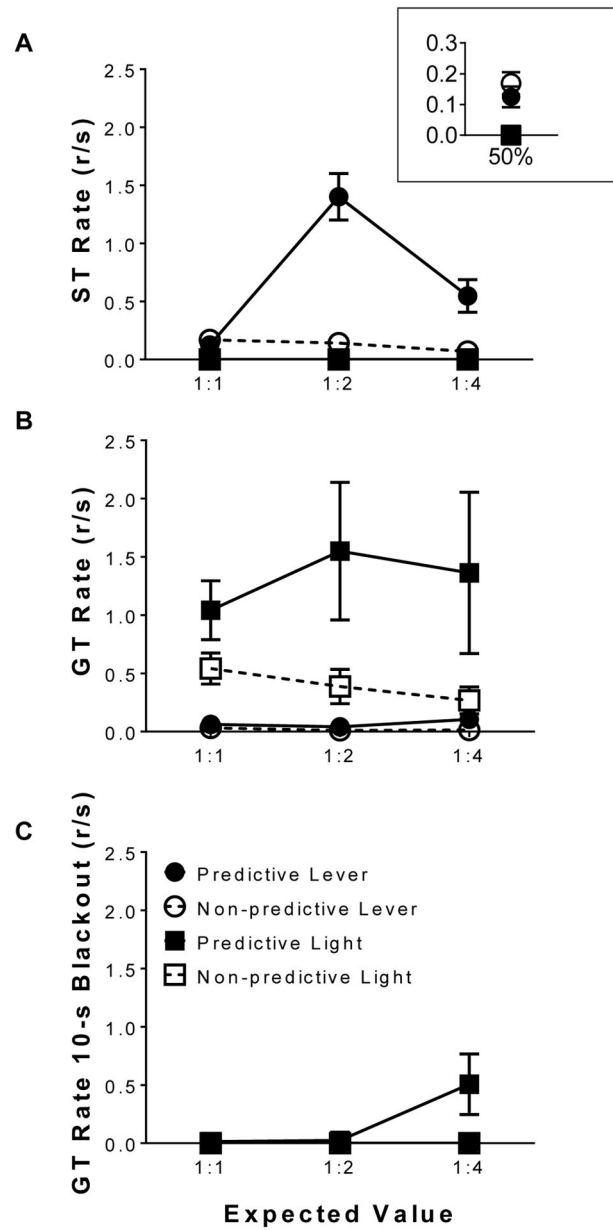 A
ST Rate (r/s)
2.5
2.0
1.5
1.0
0.5
0.0
1:1 1:2 1:4
0.3
0.2
0.1
0.0
50%
B
GT Rate (r/s)
2.5
2.0
1.5
1.0
0.5
0.0
1:1 1:2 1:4
C
GT Rate 10-s Blackout (r/s)
2.5
2.0
1.5
1.0
0.5
0.0
Predictive Lever
Non-predictive Lever
Predictive Light
Non-predictive Light
1:1 1:2 1:4
Expected Value